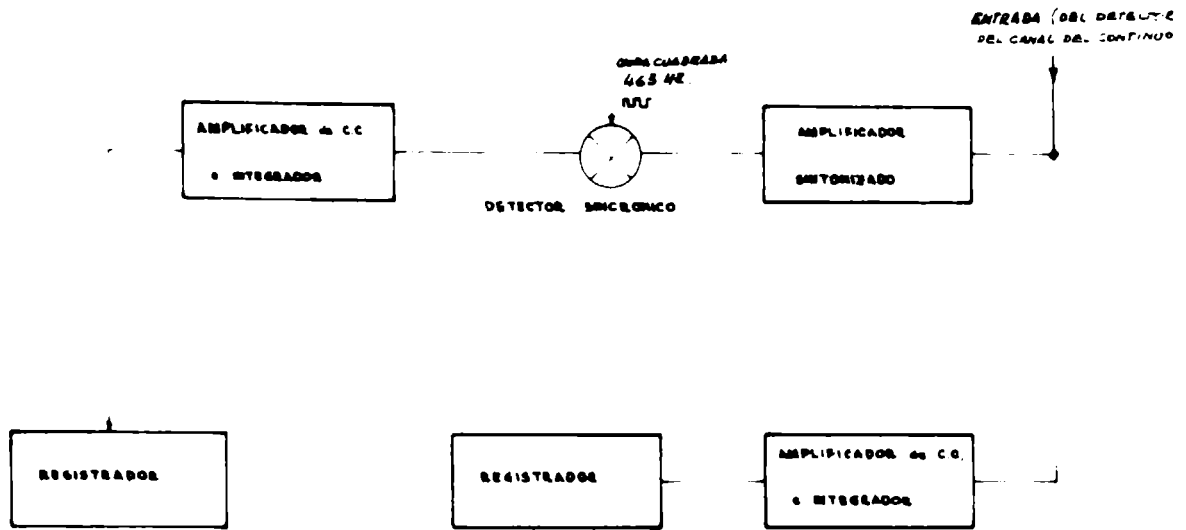 ENTRADA (DEL DETECTOR
DEL CANAL DEL CONTINUO
ONDA CUADRADA
465 HZ.
AMPLIFICADOR de C.C
e INTEGRADOR
AMPLIFICADOR
SINTONIZADO
DETECTOR SINCRONICO
REGISTRADOR
REGISTRADOR
AMPLIFICADOR de C.C.
e INTEGRADOR